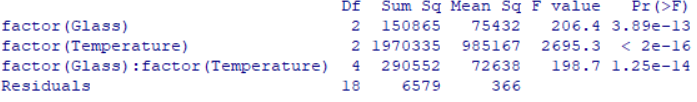 Df Sum Sq Mean Sq F value Pr(>F)
factor(Glass) 2 150865 75432 206.4 3.89e-13
factor(Temperature) 2 1970335 985167 2695.3 < 2e-16
factor(Glass):factor(Temperature) 4 290552 72638 198.7 1.25e-14
Residuals 18 6579 366